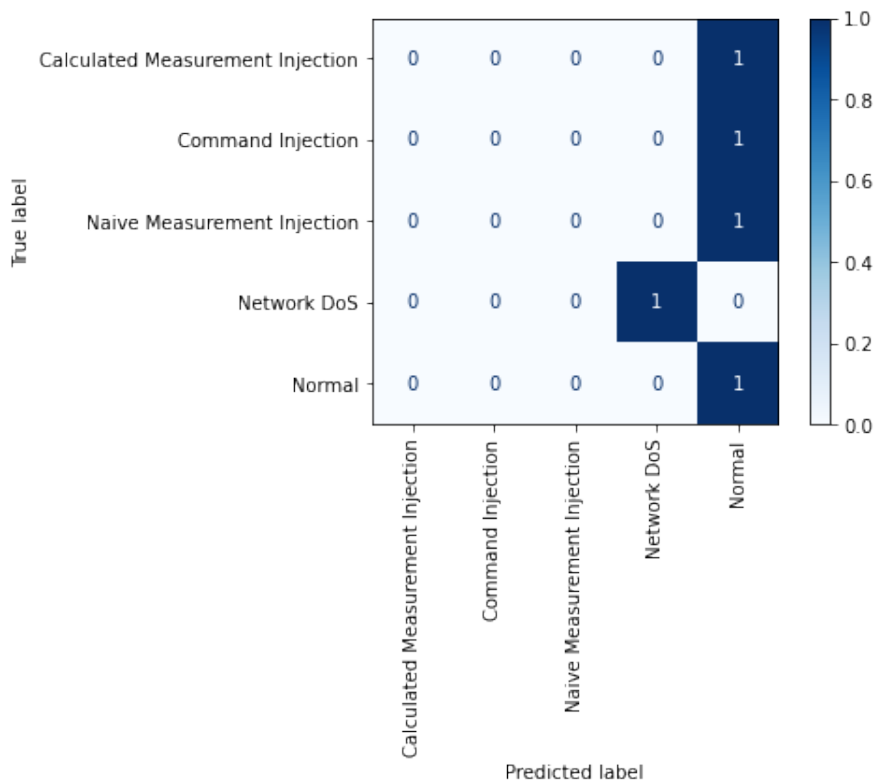 Calculated Measurement Injection 0 0 0 0 1
Command Injection 0 0 0 0 1
Naive Measurement Injection 0 0 0 0 1
Network DoS 0 0 0 1 0
Normal 0 0 0 0 1
True label
Calculated Measurement Injection
Command Injection
Naive Measurement Injection
Network DoS
Normal
Predicted label
1.0
0.8
0.6
0.4
0.2
0.0